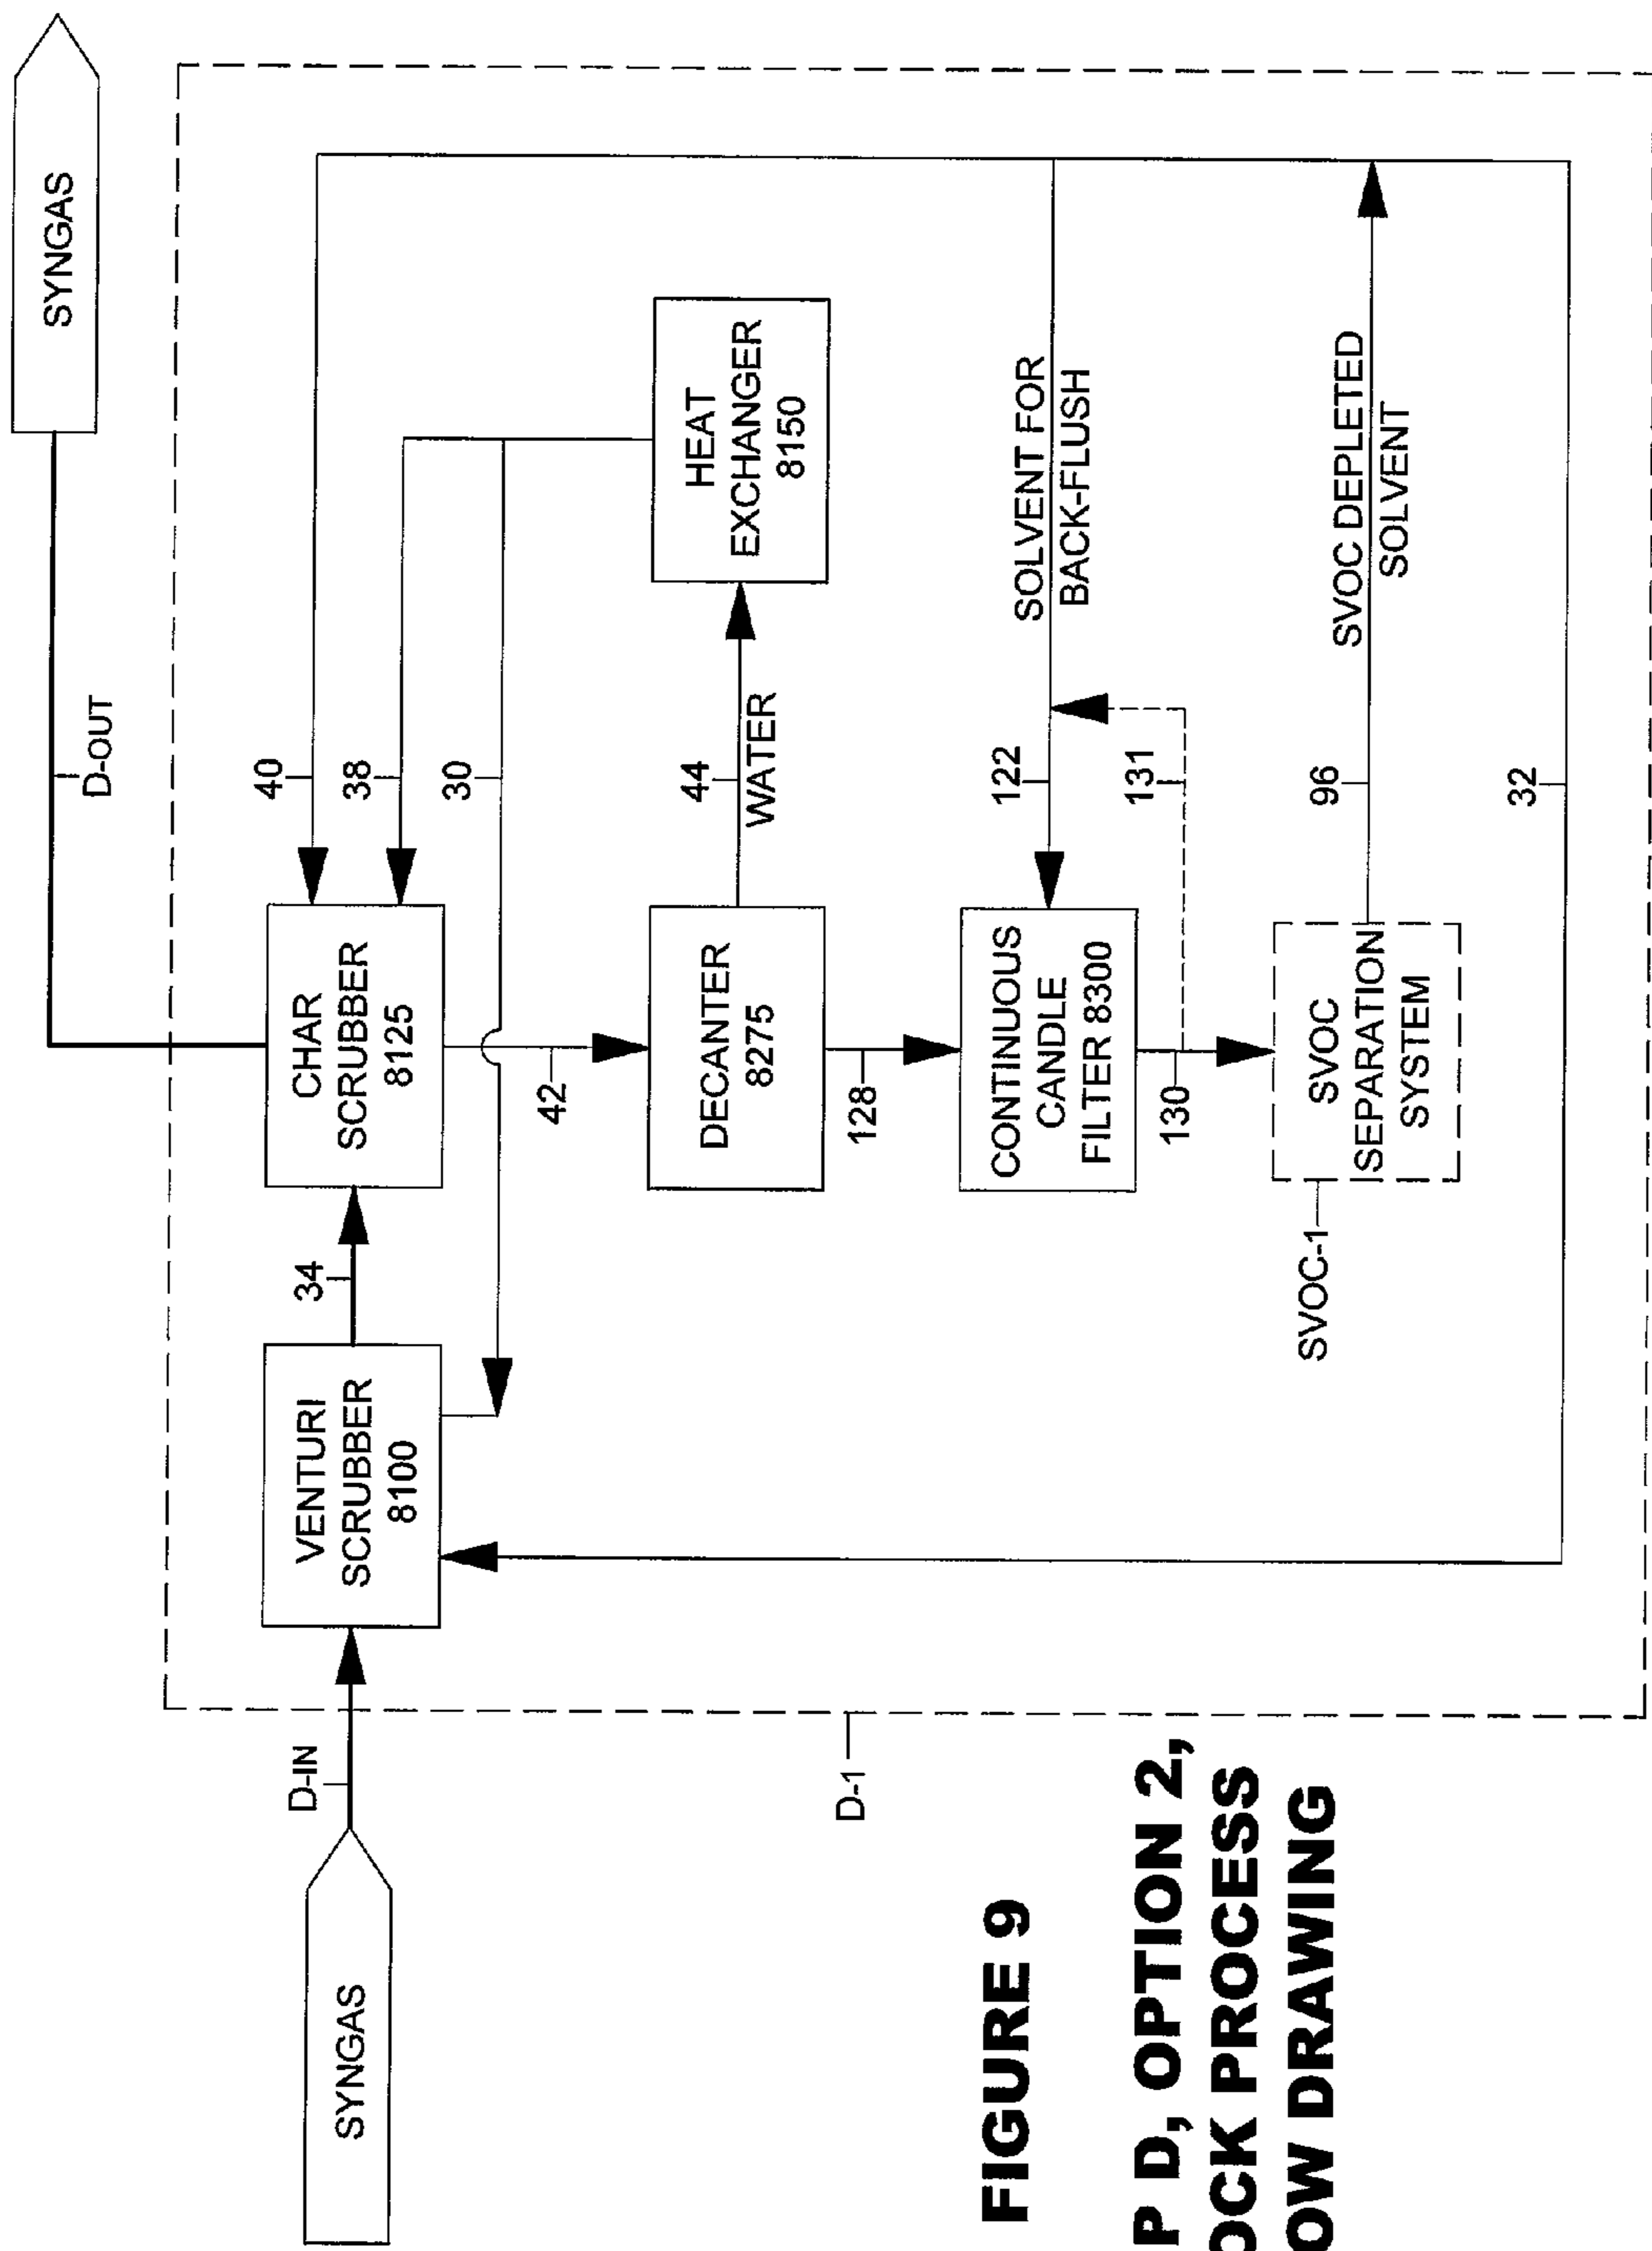 SYNGAS
D-OUT
SYNGAS
D-IN
VENTURI
SCRUBBER
8100
34
CHAR
SCRUBBER
8125
40
38
30
42
DECANTER
8275
44
WATER
HEAT
EXCHANGER
8150
128
CONTINUOUS
CANDLE
FILTER 8300
122
SOLVENT FOR
BACK-FLUSH
131
130
SVOC-1
SVOC
SEPARATION
SYSTEM
96
SVOC DEPLETED
SOLVENT
32
D-1
FIGURE 9
P D, OPTION 2,
OCK PROCESS
OW DRAWING